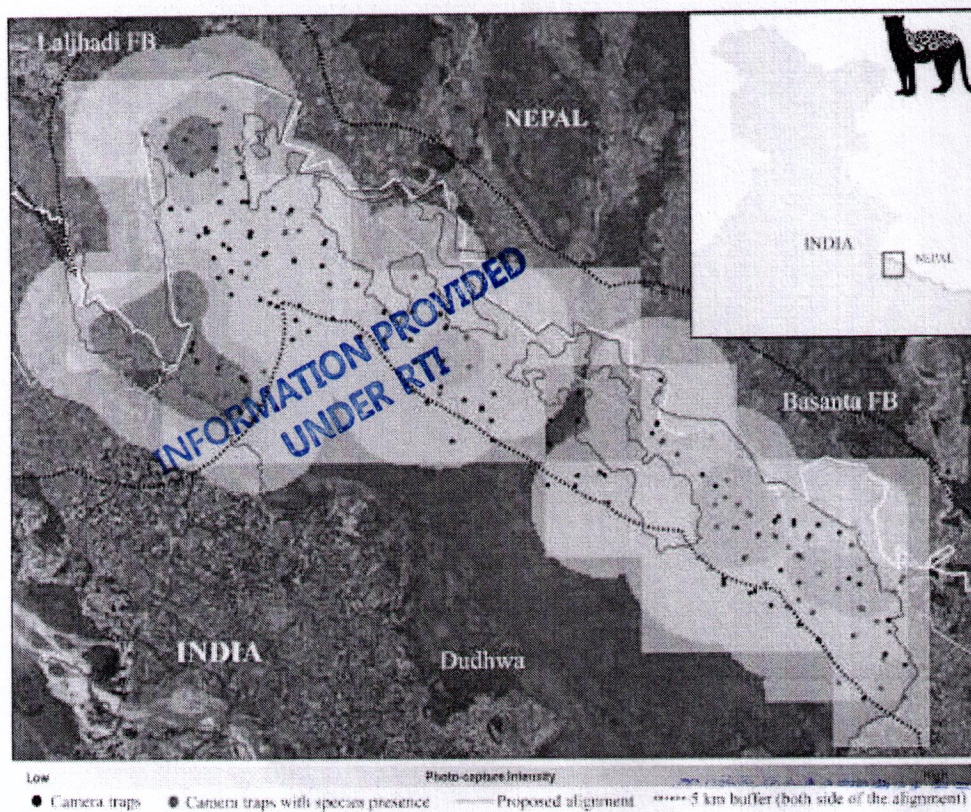 Laljhadi FB
NEPAL
INDIA
NEPAL
INFORMATION PROVIDED
UNDER RTI
Basanta FB
INDIA
Dudhwa
Low
Photo-capture Intensity
High
Camera traps
Camera traps with species presence
Proposed alignment
5 km buffer (both side of the alignment)